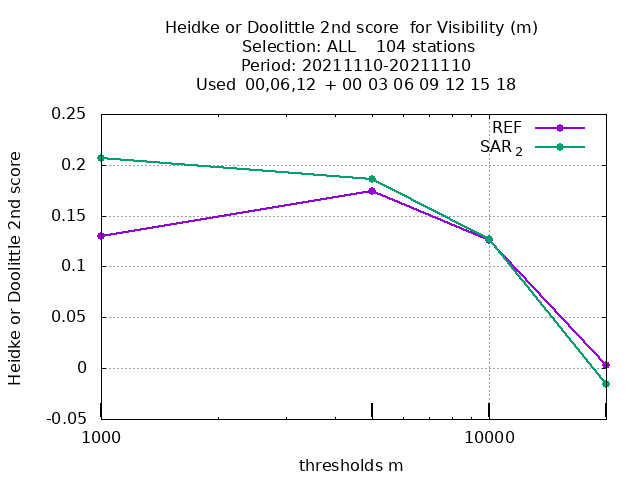 Heidke or Doolittle 2nd score  for Visibility (m)
Selection: ALL    104 stations
Period: 20211110-20211110
Used  00,06,12  + 00 03 06 09 12 15 18
REF
SAR 2
0.25
0.2
0.15
0.1
0.05
0
-0.05
Heidke or Doolittle 2nd score
1000
10000
thresholds m